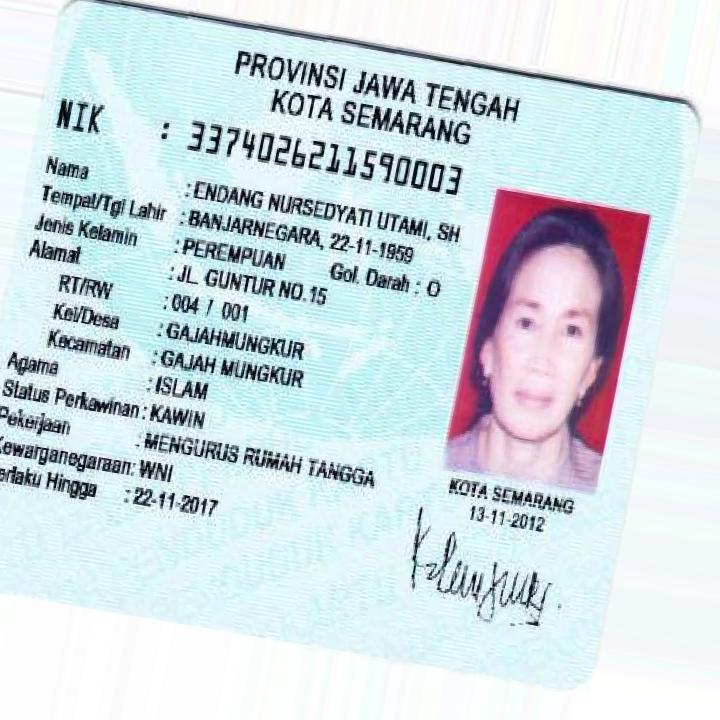 PROVINSI JAWA TENGAH
KOTA SEMARANG
NIK : 3374026211590003
Nama : ENDANG NURSEDYATI UTAMI, SH
Tempat/Tgl Lahir : BANJARNEGARA, 22-11-1959
Jenis Kelamin : PEREMPUAN Gol. Darah : O
Alamat : JL. GUNTUR NO.15
RT/RW : 004 / 001
Kel/Desa : GAJAHMUNGKUR
Kecamatan : GAJAH MUNGKUR
Agama : ISLAM
Status Perkawinan : KAWIN
Pekerjaan : MENGURUS RUMAH TANGGA
Kewarganegaraan: WNI
erlaku Hingga : 22-11-2017
KOTA SEMARANG
13-11-2012